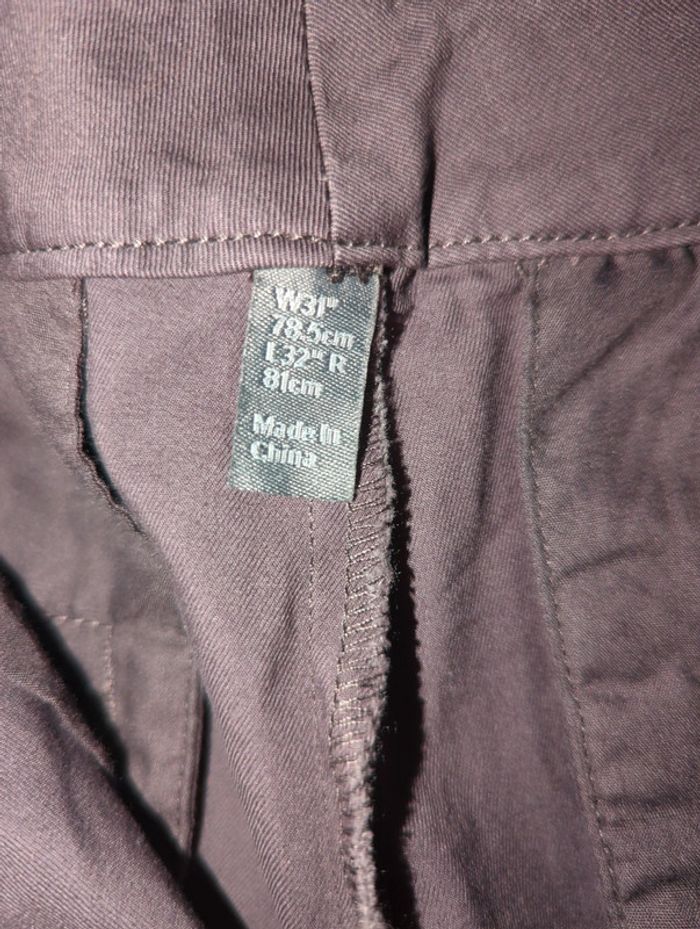 W31"
78.5cm
L32" R
81cm
Made In
China